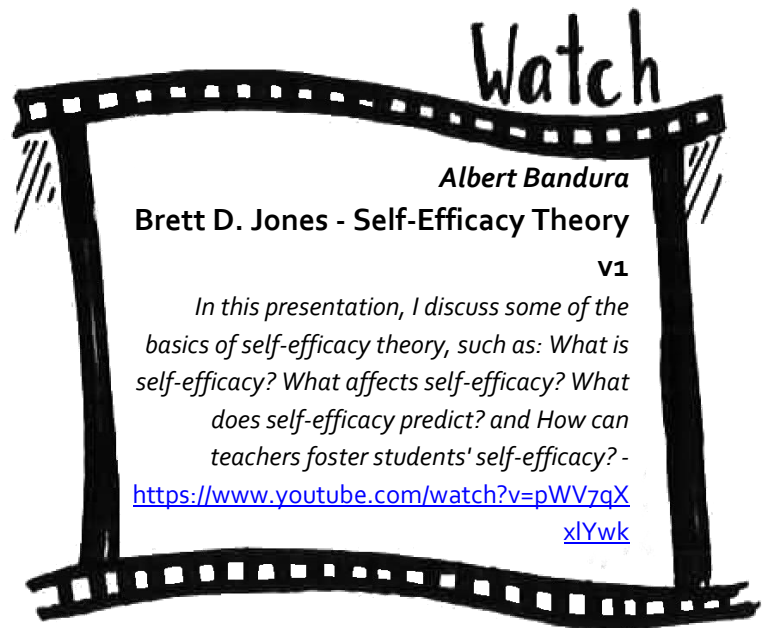 Watch
Albert Bandura
Brett D. Jones - Self-Efficacy Theory
v1
In this presentation, I discuss some of the
basics of self-efficacy theory, such as: What is
self-efficacy? What affects self-efficacy? What
does self-efficacy predict? and How can
teachers foster students' self-efficacy? -
https://www.youtube.com/watch?v=pWV7qX
xlYwk